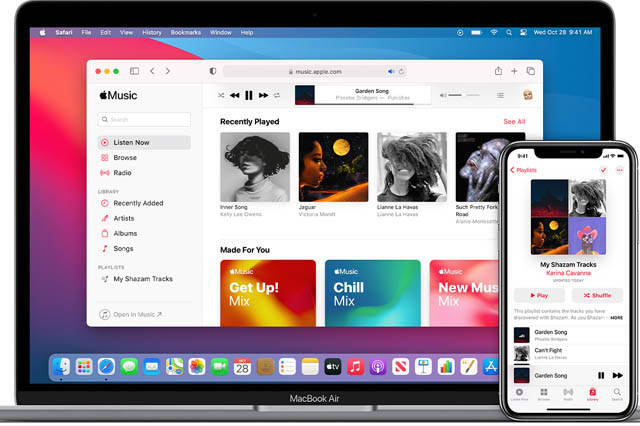 Safari File Edit View History Bookmarks Window Help
Wed Oct 28 9:41 AM
music.apple.com
Music
Garden Song
Phoebe Bridgers — Punisher
Search
Listen Now
Browse
Radio
LIBRARY
Recently Added
Artists
Albums
Songs
PLAYLISTS
My Shazam Tracks
Open in Music
Recently Played
See All
Inner Song
Kelly Lee Owens
Jaguar
Victoria Monét
Lianne La Havas
Lianne La Havas
Such Pretty Fork
Road
Alanis Morissette
Made For You
Music
Get Up!
Mix
Music
Chill
Mix
Music
New Mus
Mix
OCT
28
tv
MacBook Air
9:41
Playlists
My Shazam Tracks
Karina Cavanna
UPDATED TODAY
Play
Shuffle
This playlist contains the tracks you
have discovered with Shazam. As you Shazam
MORE
Garden Song
Phoebe Bridgers
Can't Fight
Lianne La Havas
Garden Song
Listen Now Browse Radio Library Search